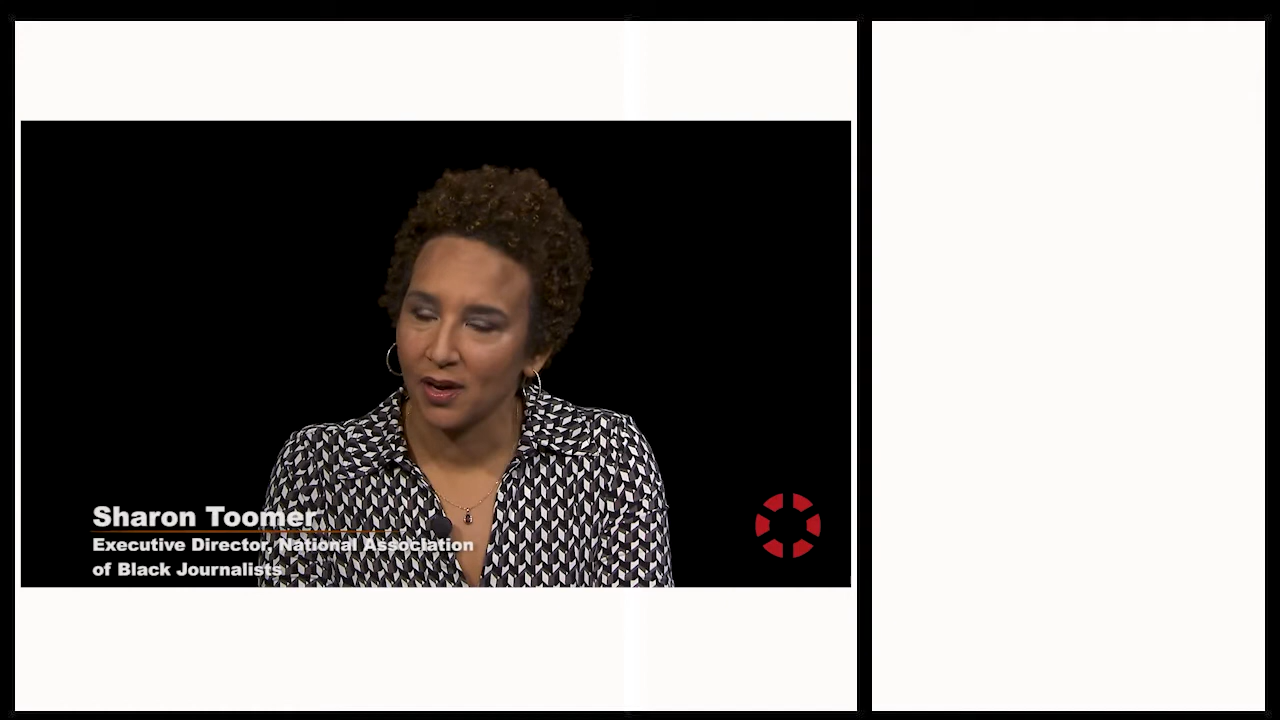 Sharon Toomer
Executive Director, National Association
of Black Journalists